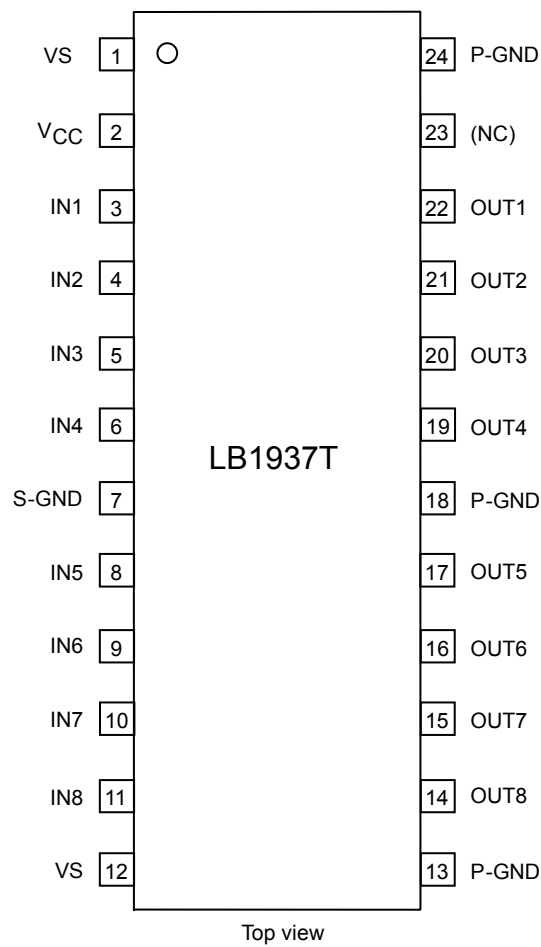 VS 1 24 P-GND
VCC 2 23 (NC)
IN1 3 22 OUT1
IN2 4 21 OUT2
IN3 5 20 OUT3
IN4 6 19 OUT4
LB1937T
S-GND 7 18 P-GND
IN5 8 17 OUT5
IN6 9 16 OUT6
IN7 10 15 OUT7
IN8 11 14 OUT8
VS 12 13 P-GND
Top view